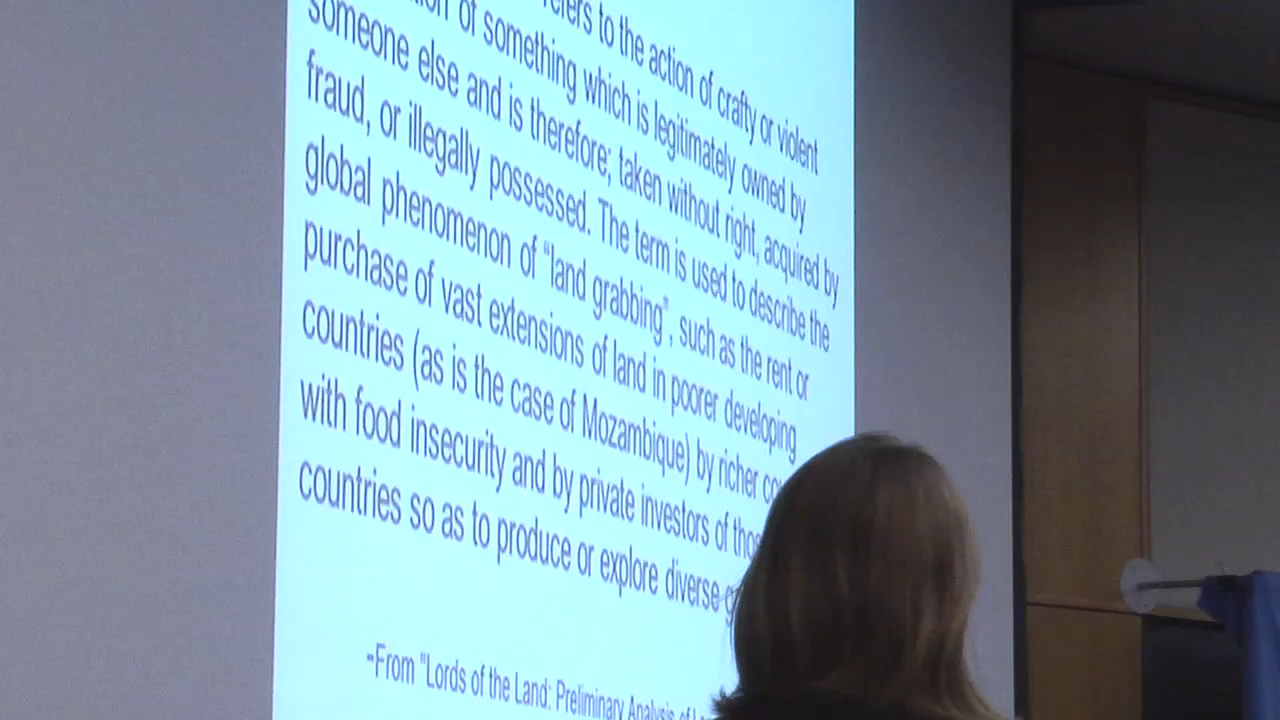 refers to the action of crafty or violent
of something which is legitimately owned by
someone else and is therefore; taken without right, acquired by
fraud, or illegally possessed. The term is used to describe the
global phenomenon of "land grabbing", such as the rent or
purchase of vast extensions of land in poorer developing
countries (as is the case of Mozambique) by richer
with food insecurity and by private investors of
countries so as to produce or explore diverse
-From "Lords of the Land: Preliminary Analysis of